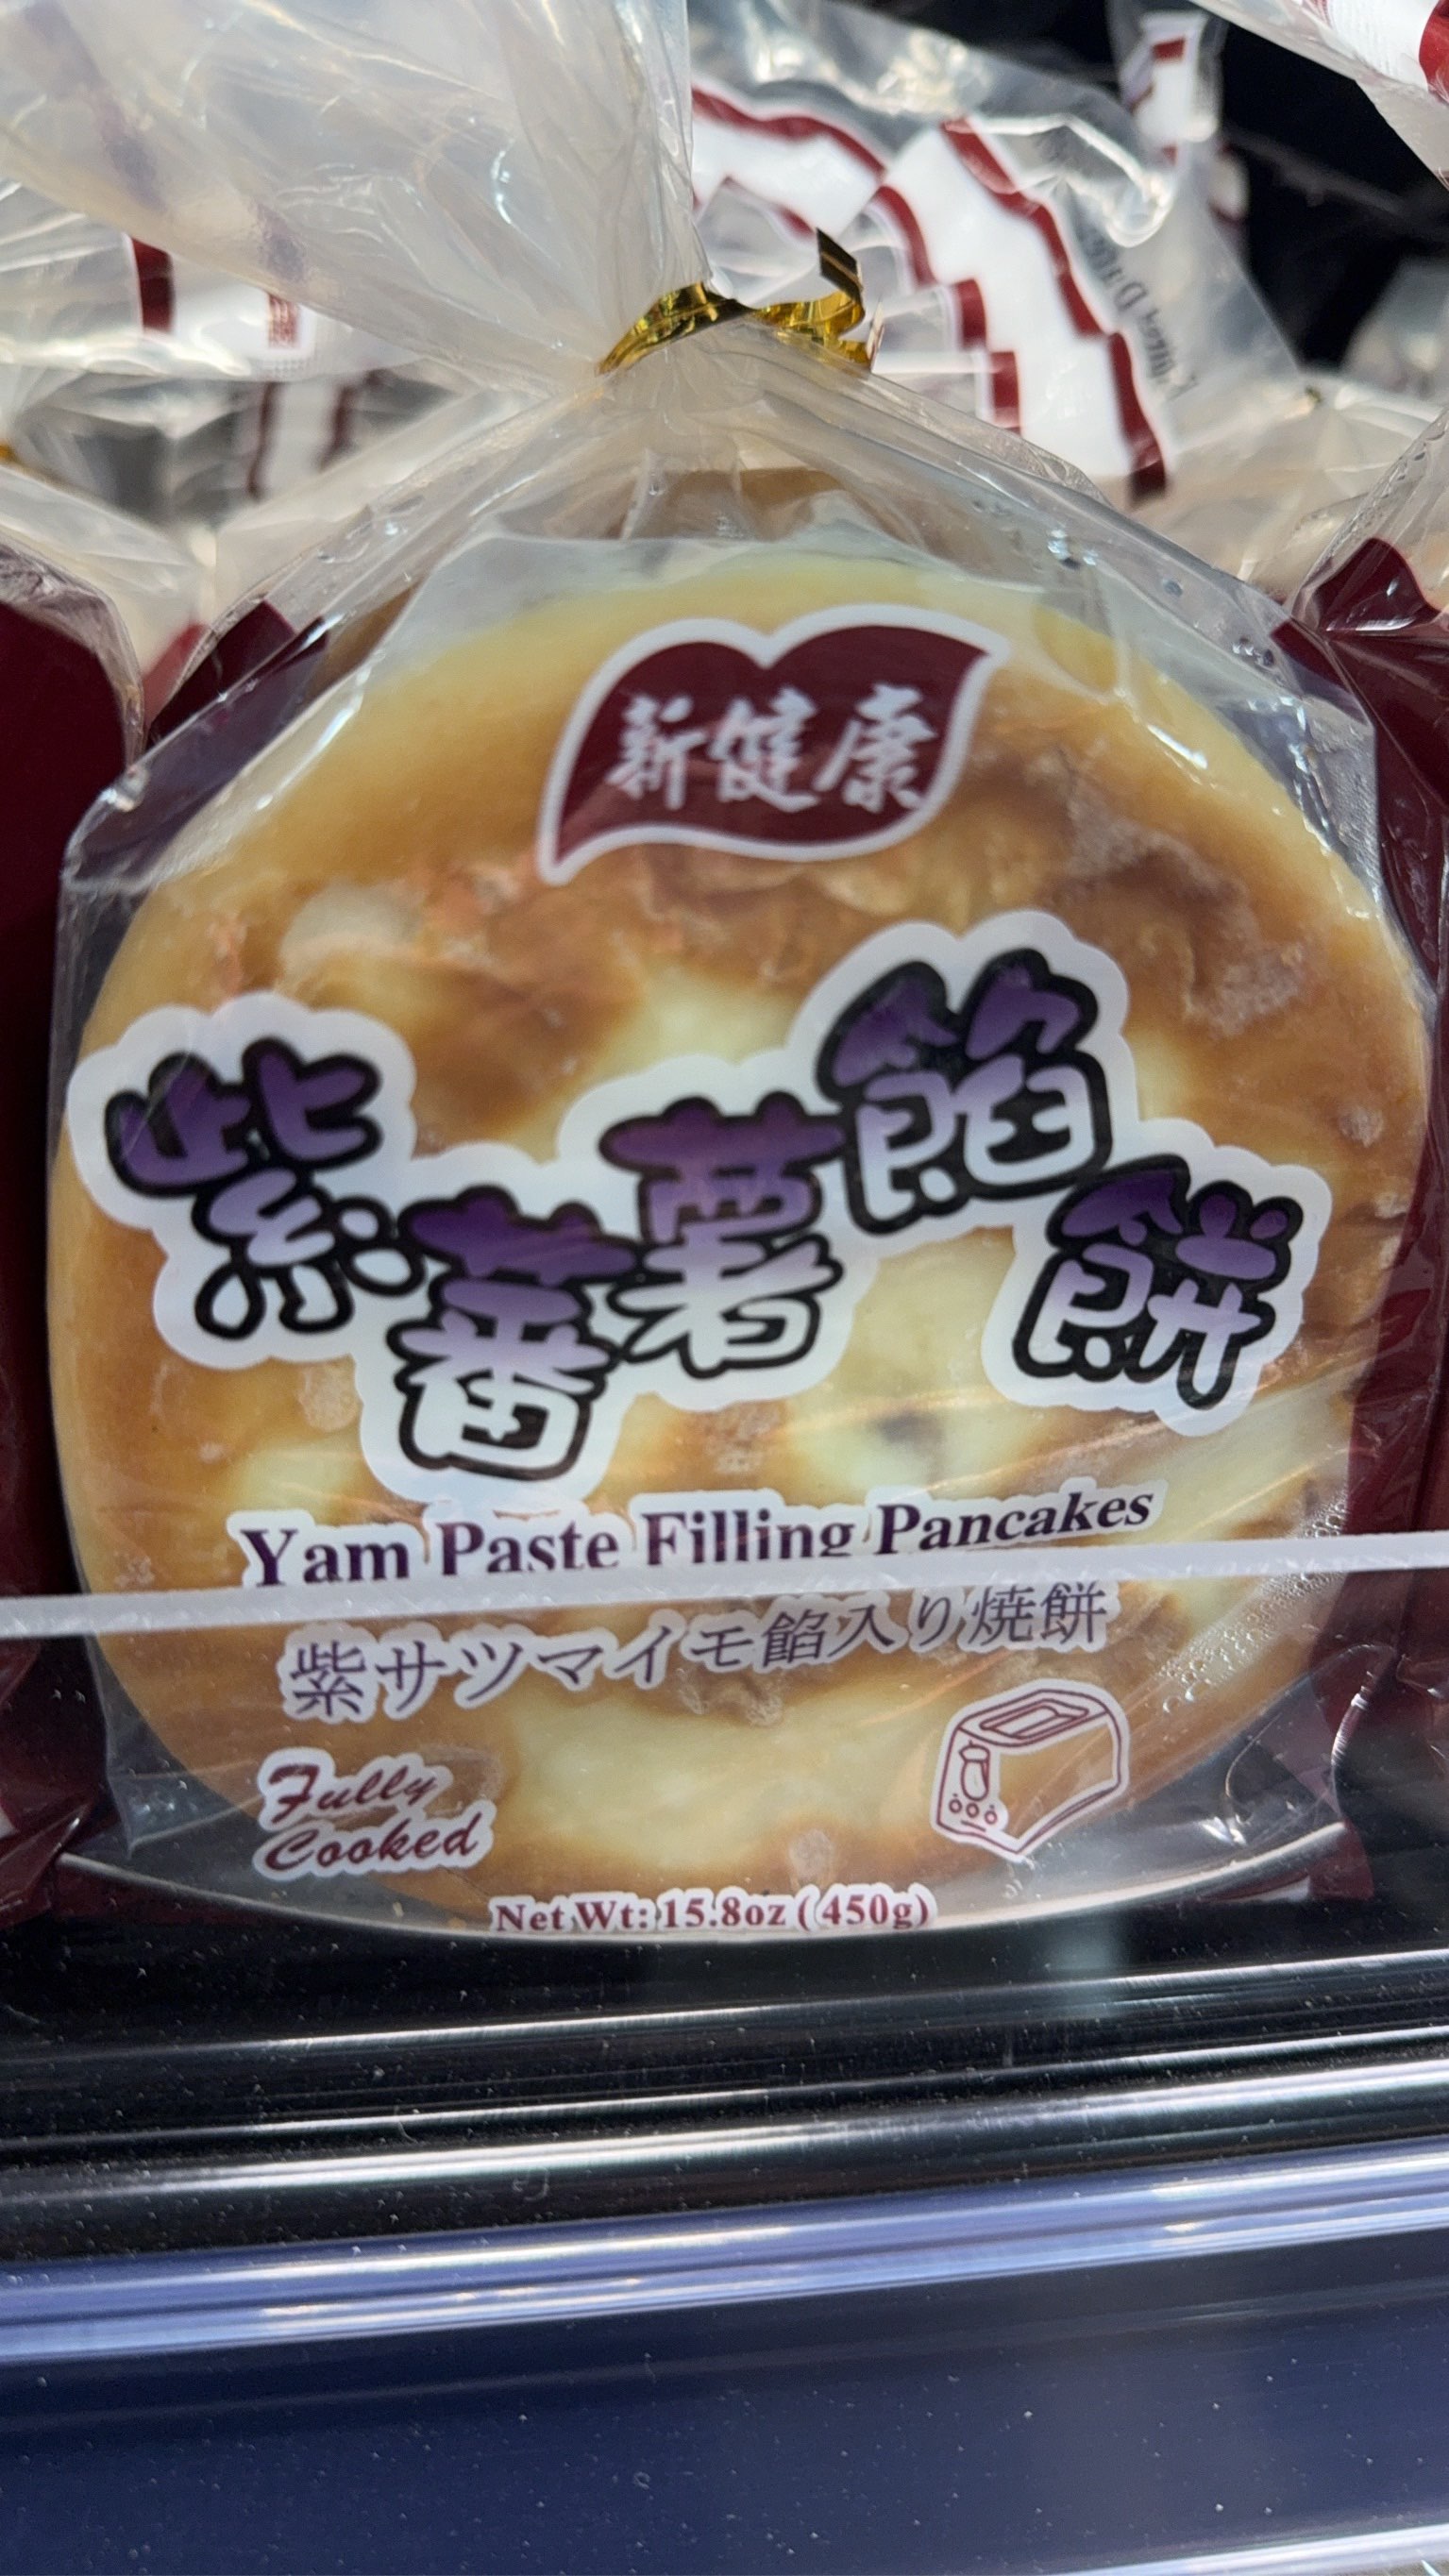 新健康
紫蕃薯餡餅
Yam Paste Filling Pancakes
紫サツマイモ餡入り焼餅
Fully
Cooked
Net Wt: 15.8oz (450g)